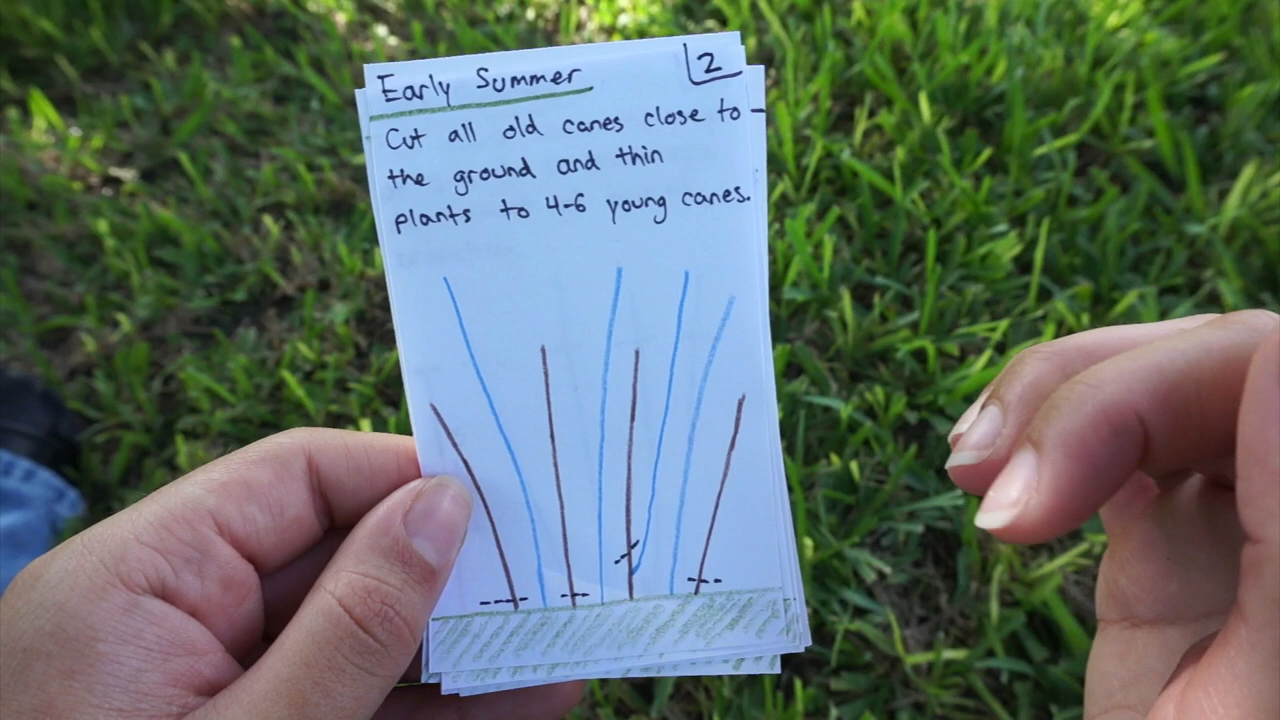 Early Summer
2
Cut all old canes close to
the ground and thin
plants to 4-6 young canes.